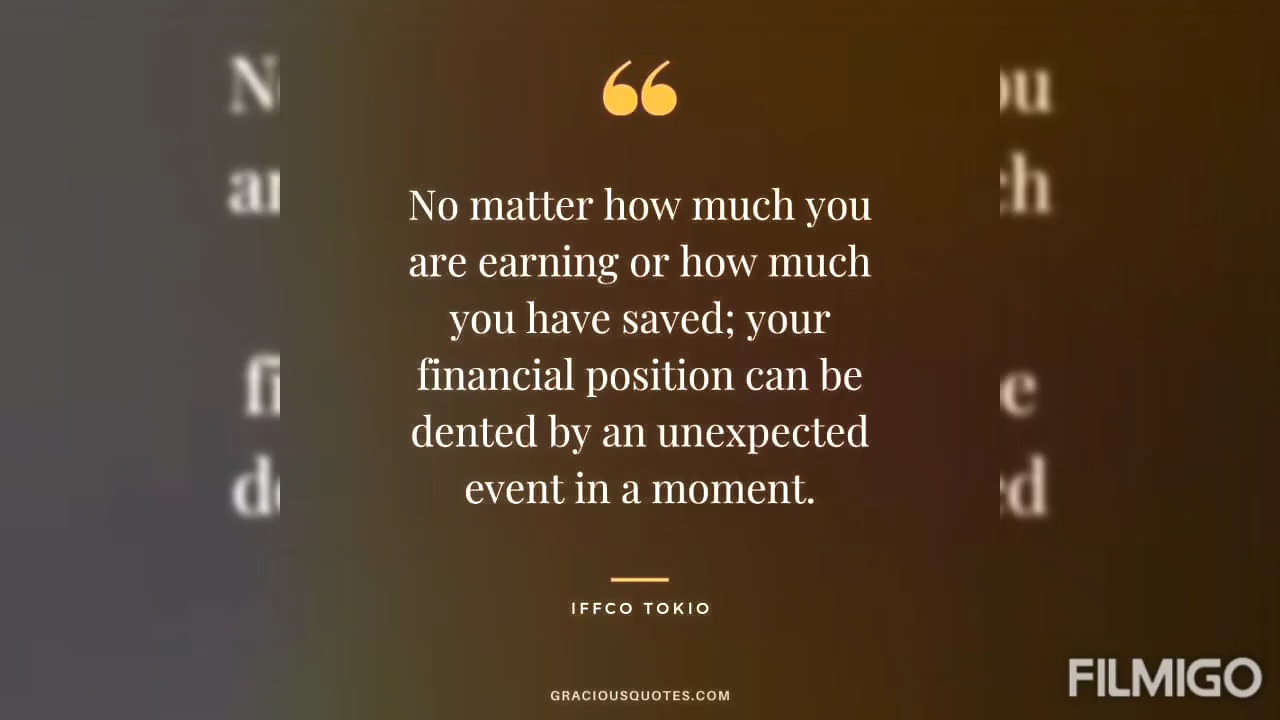 No matter how much you
are earning or how much
you have saved; your
financial position can be
dented by an unexpected
event in a moment.
IFFCO TOKIO
GRACIOUSQUOTES.COM
FILMIGO